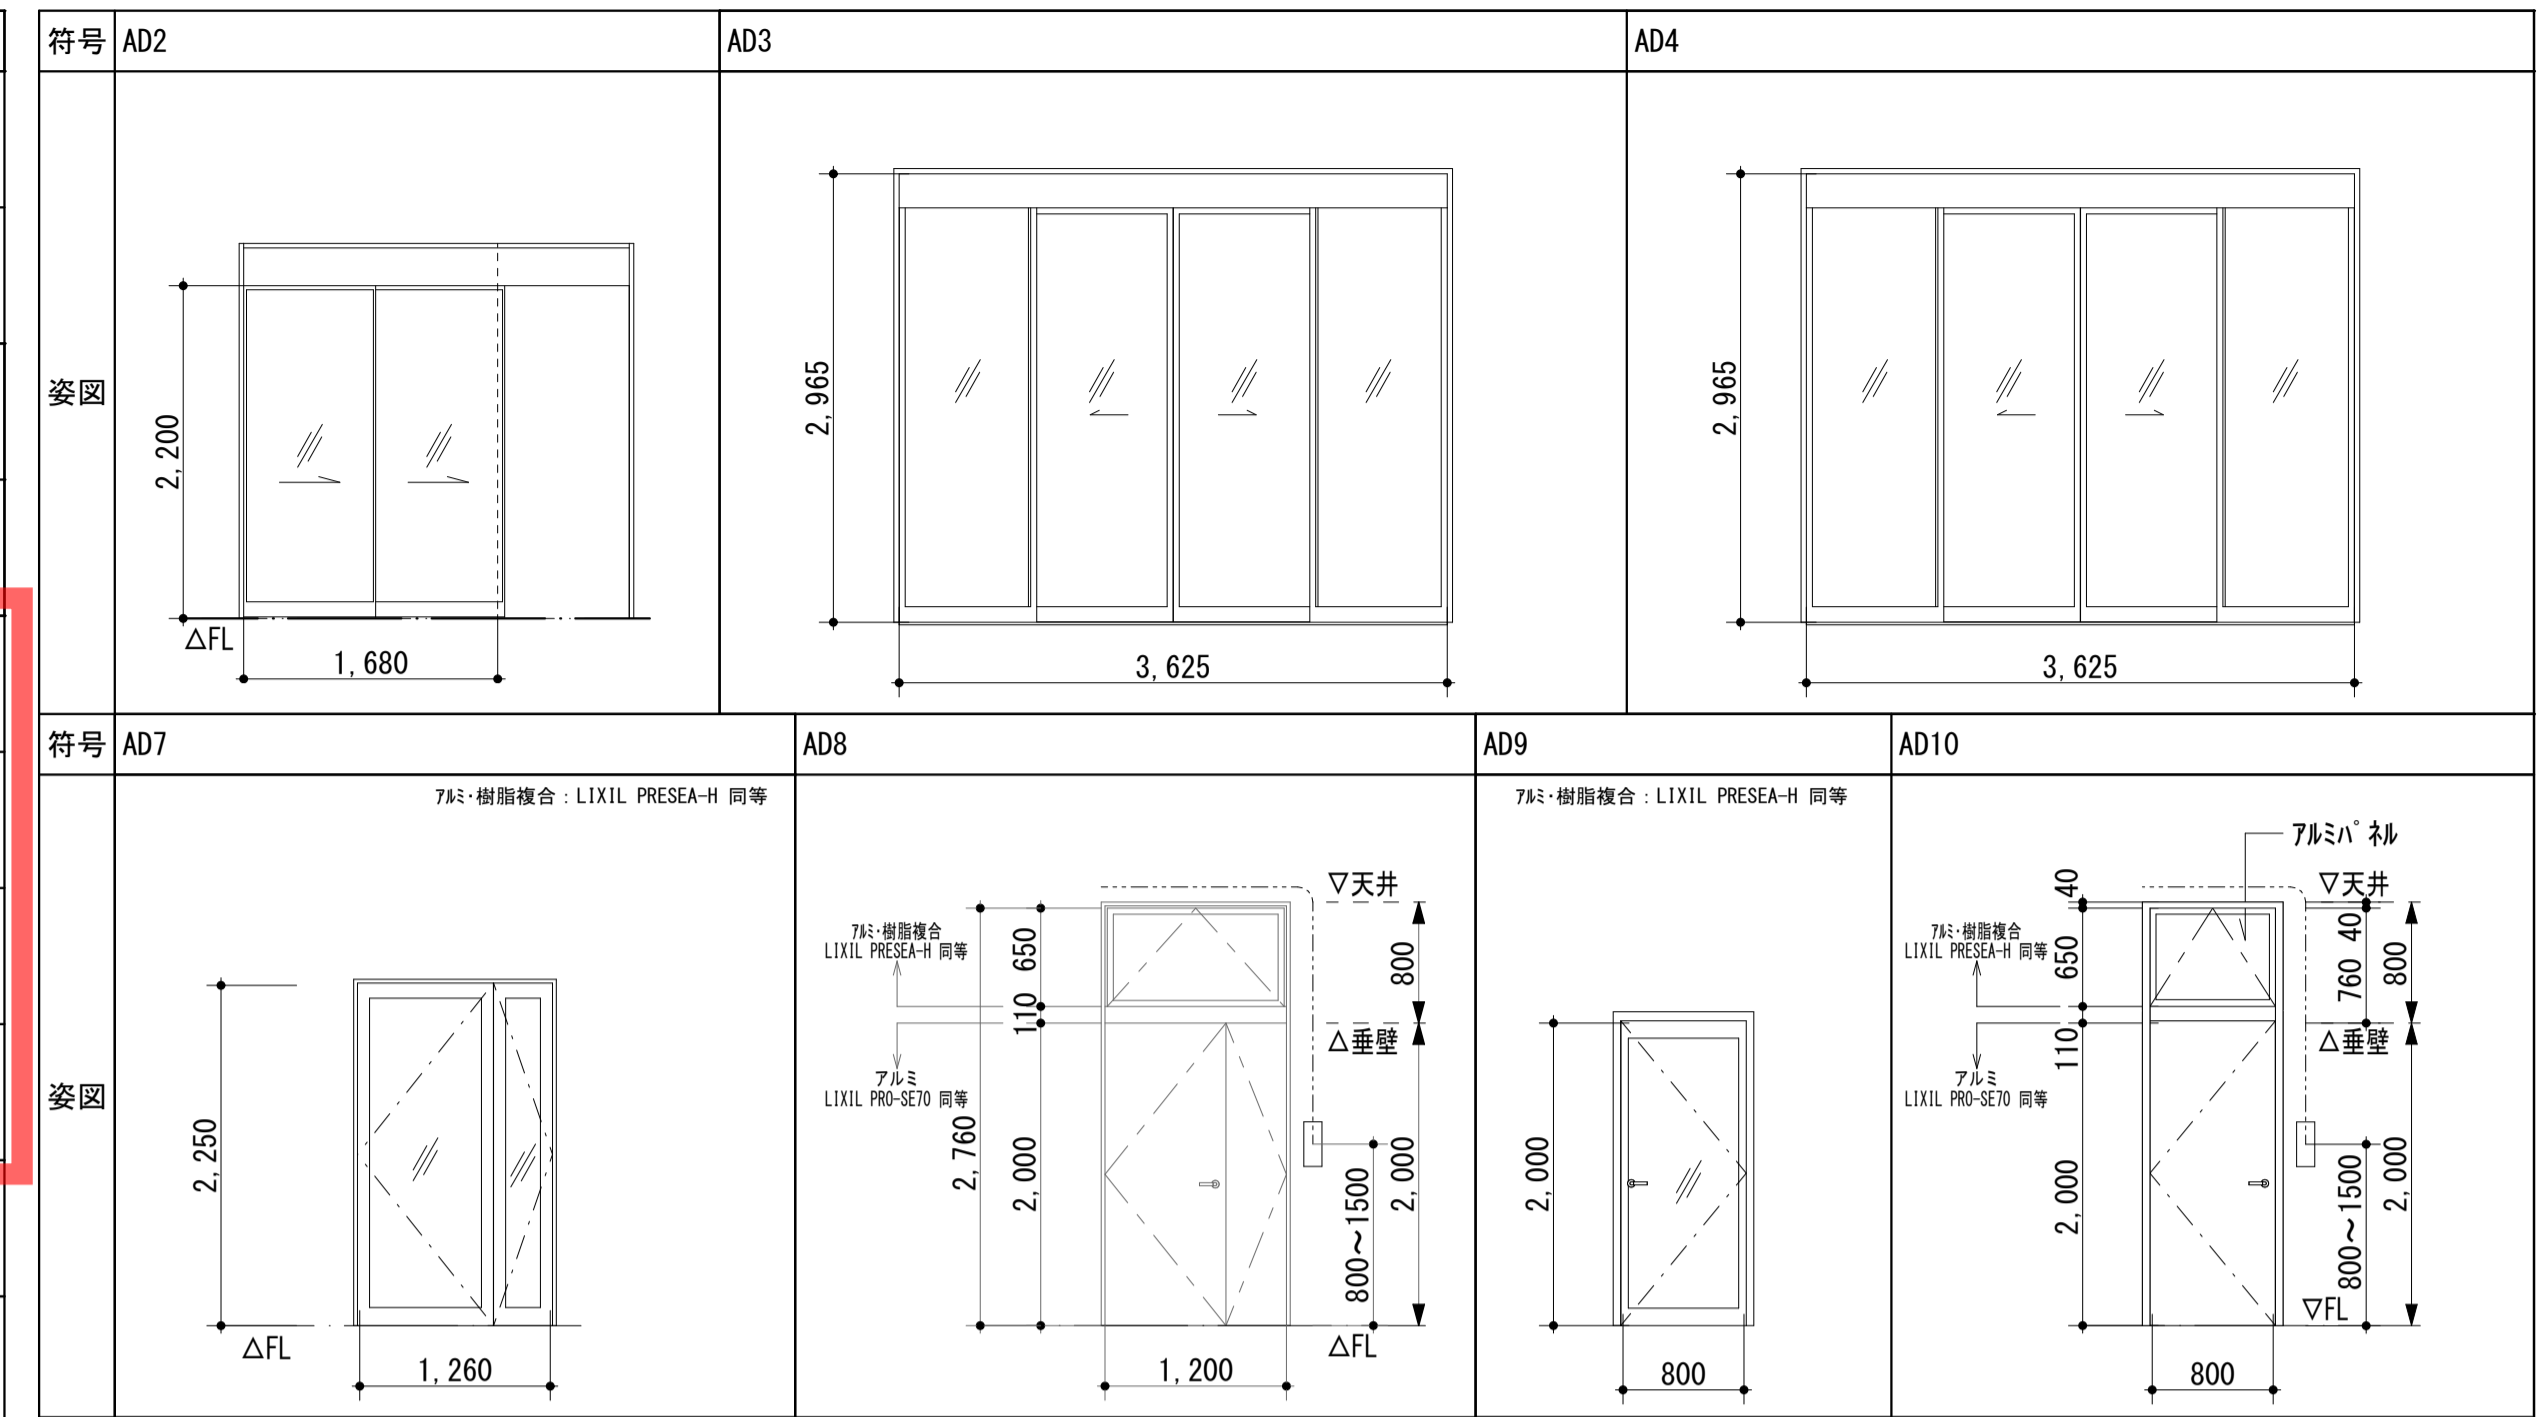 符号 AD2 AD3 AD4
姿図
2,200
△FL
1,680
2,965
3,625
2,965
3,625
符号 AD7 AD8 AD9 AD10
姿図
アルミ・樹脂複合：LIXIL PRESEA-H 同等
2,250
△FL
1,260
アルミ・樹脂複合
LIXIL PRESEA-H 同等
アルミ
LIXIL PRO-SE70 同等
2,760
650
110
2,000
▽天井
800
△垂壁
2,000
800～1500
△FL
1,200
アルミ・樹脂複合：LIXIL PRESEA-H 同等
2,000
800
アルミパネル
アルミ・樹脂複合
LIXIL PRESEA-H 同等
アルミ
LIXIL PRO-SE70 同等
40
650
110
2,000
▽天井
40
760
800
△垂壁
800～1500
2,000
▽FL
800